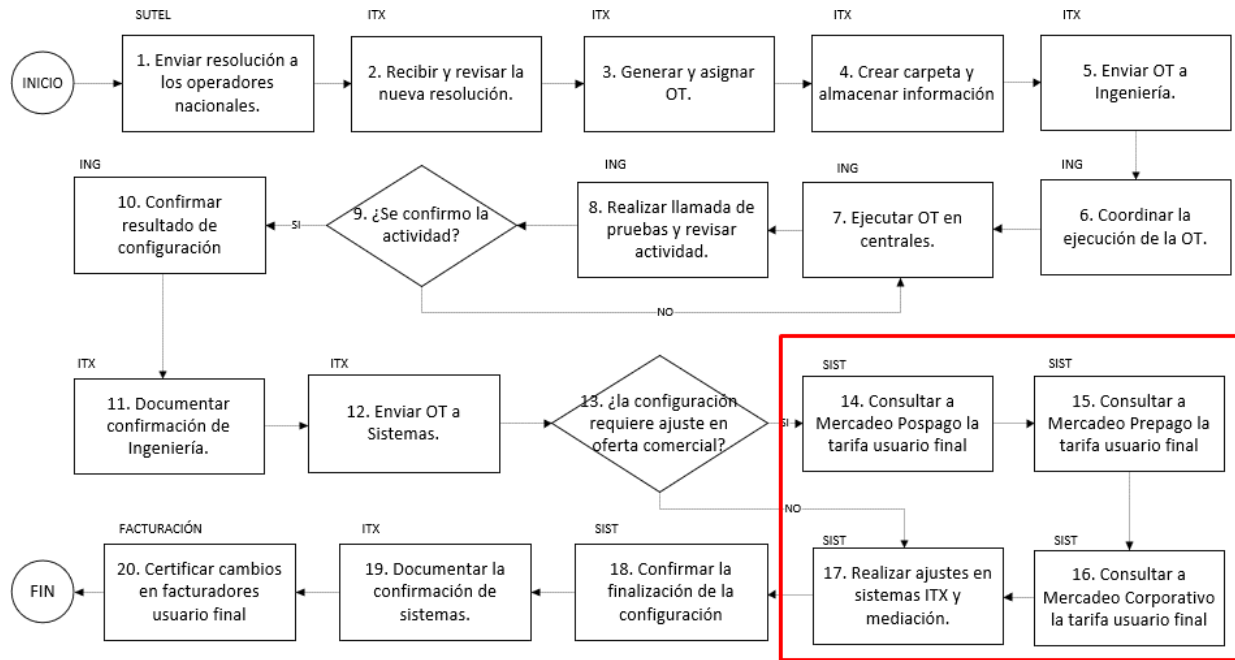 SUTEL
INICIO
1. Enviar resolución a
los operadores
nacionales.
ITX
2. Recibir y revisar la
nueva resolución.
ITX
3. Generar y asignar
OT.
ITX
4. Crear carpeta y
almacenar información
ITX
5. Enviar OT a
Ingeniería.
6. Coordinar la
ejecución de la OT.
ING
7. Ejecutar OT en
centrales.
ING
8. Realizar llamada de
pruebas y revisar
actividad.
9. ¿Se confirmo la
actividad?
SI
NO
ING
10. Confirmar
resultado de
configuración
ITX
11. Documentar
confirmación de
Ingeniería.
ITX
12. Enviar OT a
Sistemas.
13. ¿la configuración
requiere ajuste en
oferta comercial?
SI
NO
SIST
14. Consultar a
Mercadeo Pospago la
tarifa usuario final
SIST
15. Consultar a
Mercadeo Prepago la
tarifa usuario final
SIST
16. Consultar a
Mercadeo Corporativo
la tarifa usuario final
SIST
17. Realizar ajustes en
sistemas ITX y
mediación.
SIST
18. Confirmar la
finalización de la
configuración
ITX
19. Documentar la
confirmación de
sistemas.
FACTURACIÓN
20. Certificar cambios
en facturadores
usuario final
FIN